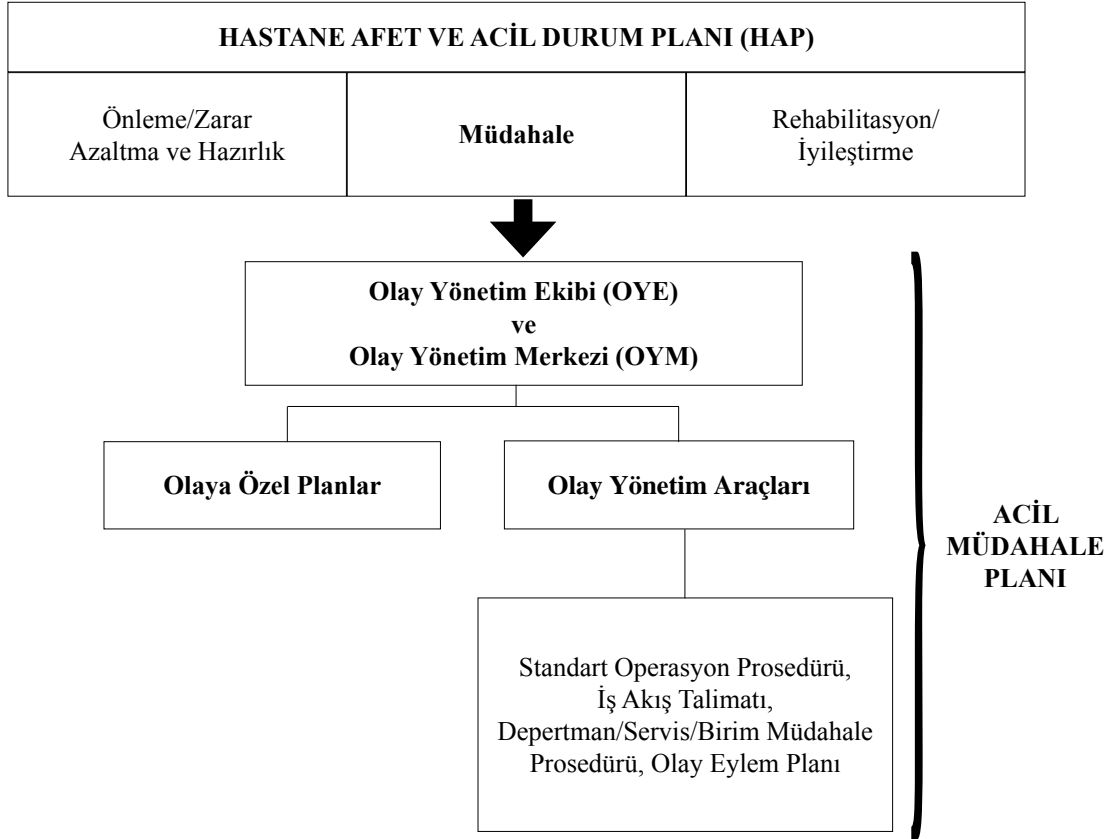 HASTANE AFET VE ACİL DURUM PLANI (HAP)
Önleme/Zarar
Azaltma ve Hazırlık
Müdahale
Rehabilitasyon/
İyileştirme
Olay Yönetim Ekibi (OYE)
ve
Olay Yönetim Merkezi (OYM)
Olaya Özel Planlar
Olay Yönetim Araçları
ACİL
MÜDAHALE
PLANI
Standart Operasyon Prosedürü,
İş Akış Talimatı,
Depertman/Servis/Birim Müdahale
Prosedürü, Olay Eylem Planı